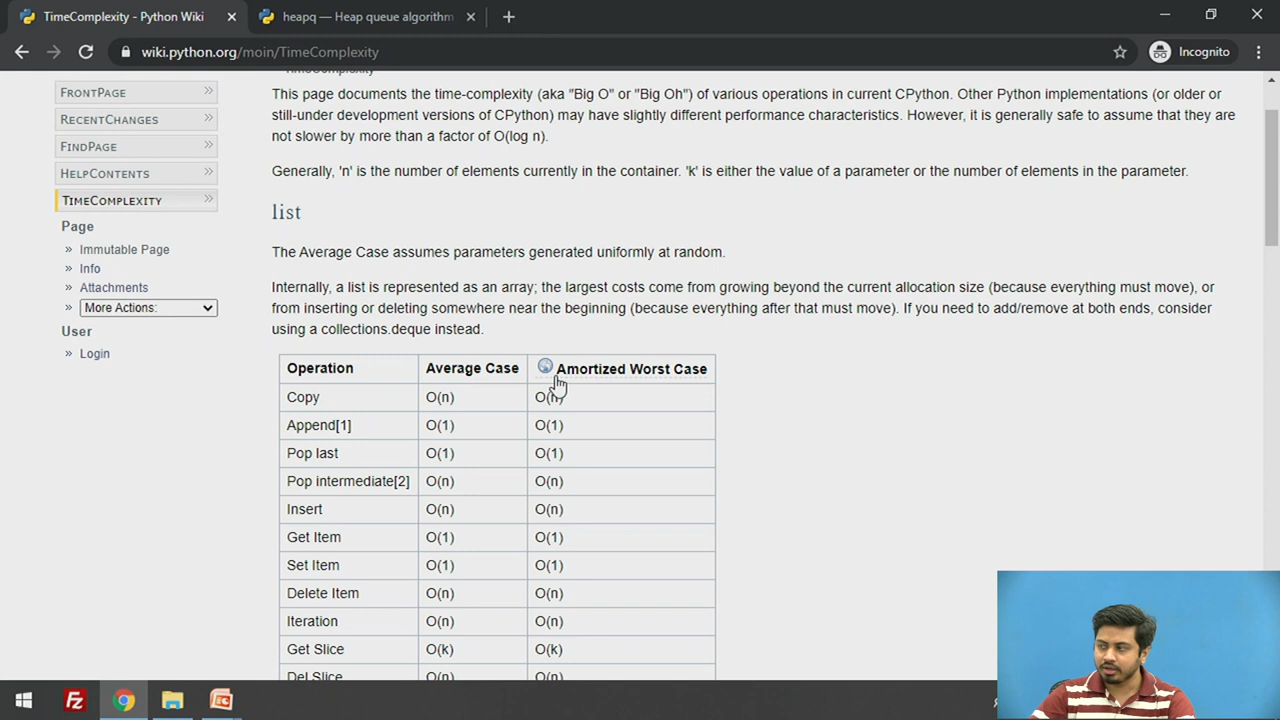 TimeComplexity - Python Wiki
heapq — Heap queue algorithm
wiki.python.org/moin/TimeComplexity
Incognito
FRONTPAGE
RECENTCHANGES
FINDPAGE
HELPCONTENTS
TIMECOMPLEXITY
Page
Immutable Page
Info
Attachments
More Actions:
User
Login
TimeComplexity
This page documents the time-complexity (aka "Big O" or "Big Oh") of various operations in current CPython. Other Python implementations (or older or
still-under development versions of CPython) may have slightly different performance characteristics. However, it is generally safe to assume that they are
not slower by more than a factor of O(log n).
Generally, 'n' is the number of elements currently in the container. 'k' is either the value of a parameter or the number of elements in the parameter.
list
The Average Case assumes parameters generated uniformly at random.
Internally, a list is represented as an array; the largest costs come from growing beyond the current allocation size (because everything must move), or
from inserting or deleting somewhere near the beginning (because everything after that must move). If you need to add/remove at both ends, consider
using a collections.deque instead.
Operation Average Case Amortized Worst Case
Copy O(n) O(n)
Append[1] O(1) O(1)
Pop last O(1) O(1)
Pop intermediate[2] O(n) O(n)
Insert O(n) O(n)
Get Item O(1) O(1)
Set Item O(1) O(1)
Delete Item O(n) O(n)
Iteration O(n) O(n)
Get Slice O(k) O(k)
Del Slice O(n) O(n)